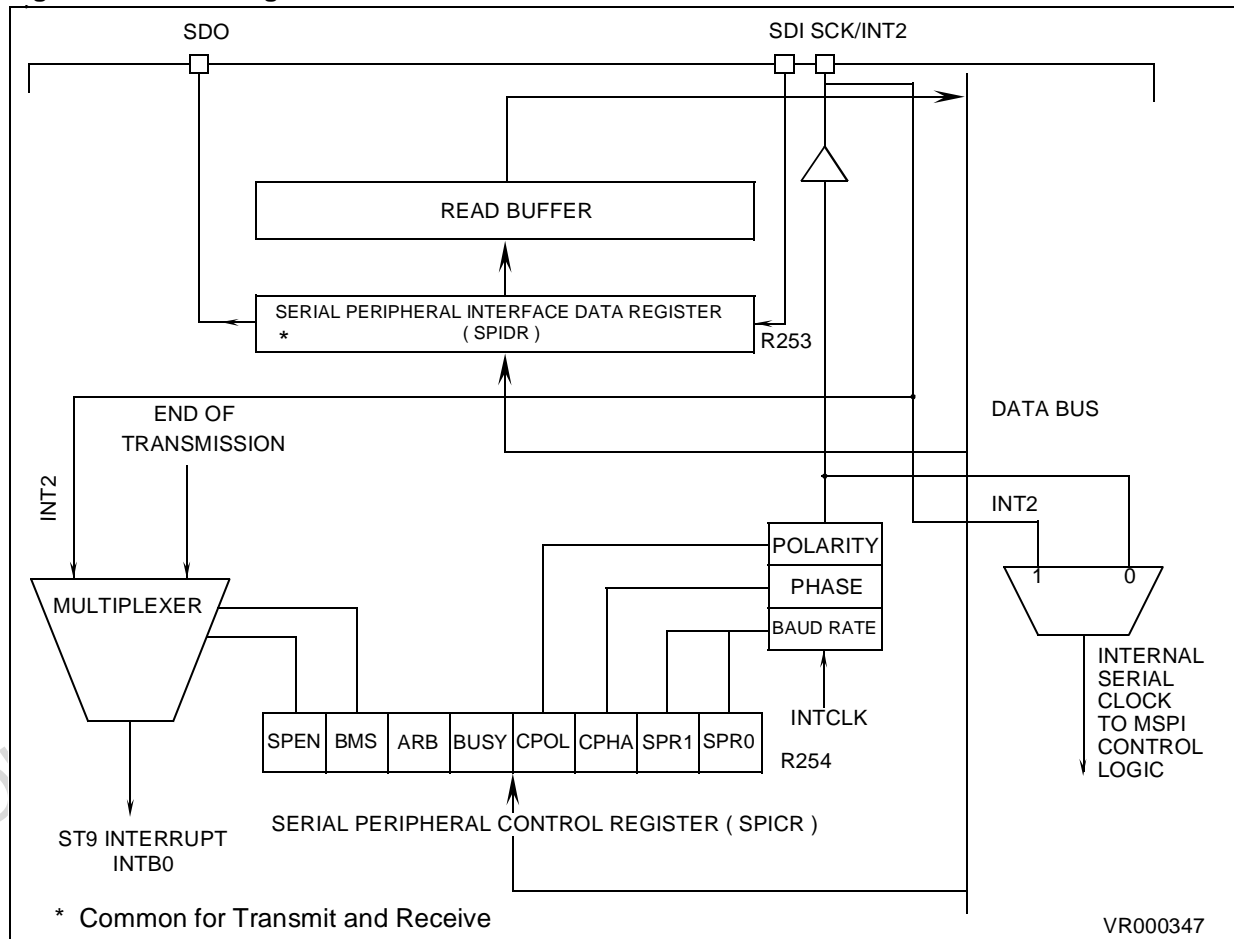 SDO
SDI SCK/INT2
READ BUFFER
SERIAL PERIPHERAL INTERFACE DATA REGISTER
* ( SPIDR )
R253
END OF
TRANSMISSION
DATA BUS
INT2
INT2
POLARITY
PHASE
BAUD RATE
1 0
MULTIPLEXER
INTERNAL
SERIAL
CLOCK
TO MSPI
CONTROL
LOGIC
INTCLK
SPEN BMS ARB BUSY CPOL CPHA SPR1 SPR0
R254
SERIAL PERIPHERAL CONTROL REGISTER ( SPICR )
ST9 INTERRUPT
INTB0
* Common for Transmit and Receive
VR000347